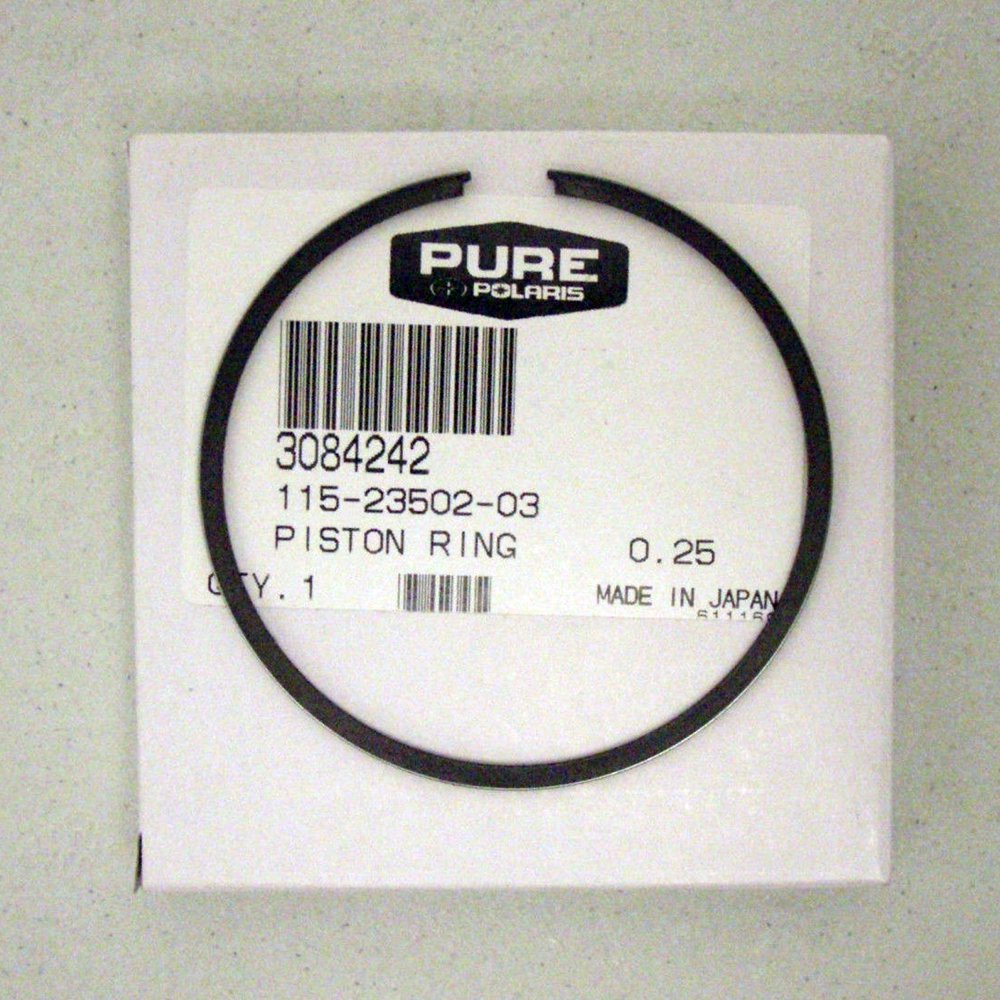 PURE
POLARIS
3084242
115-23502-03
PISTON RING 0.25
QTY. 1 MADE IN JAPAN